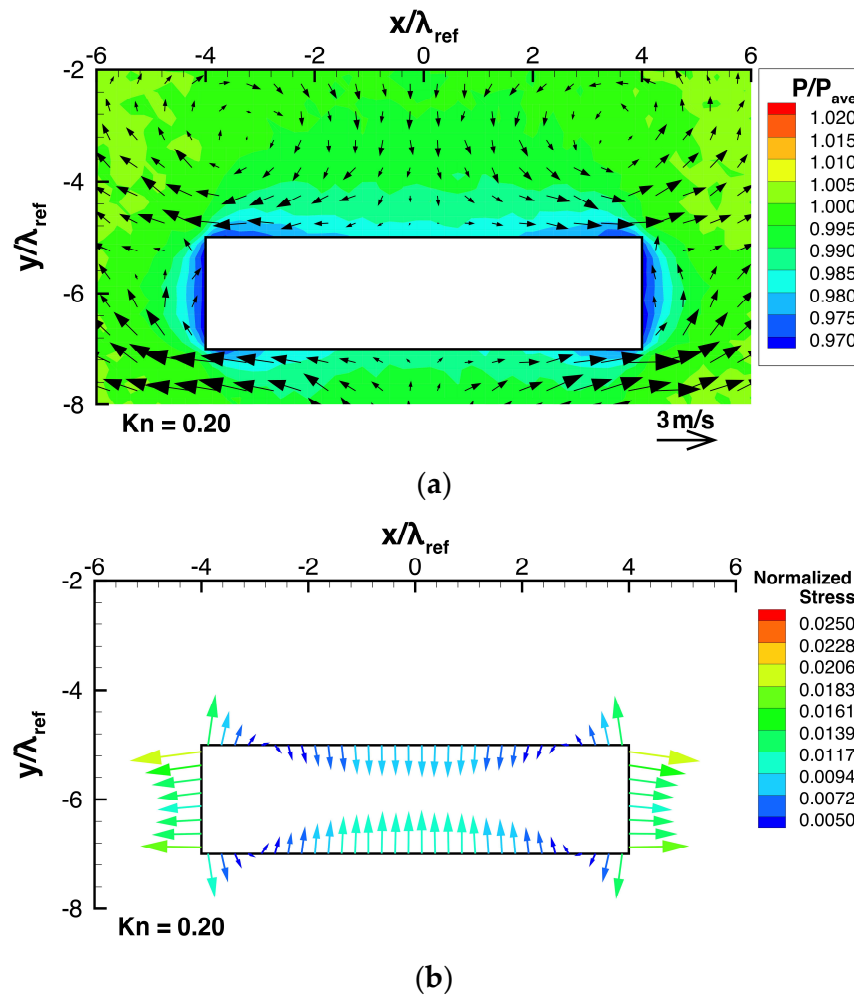 x/λref
-6 -4 -2 0 2 4 6
-2
-4
-6
-8
y/λref
P/Pave
1.020
1.015
1.010
1.005
1.000
0.995
0.990
0.985
0.980
0.975
0.970
Kn = 0.20
3 m/s
(a)
x/λref
-6 -4 -2 0 2 4 6
-2
-4
-6
-8
y/λref
Normalized
Stress
0.0250
0.0228
0.0206
0.0183
0.0161
0.0139
0.0117
0.0094
0.0072
0.0050
Kn = 0.20
(b)